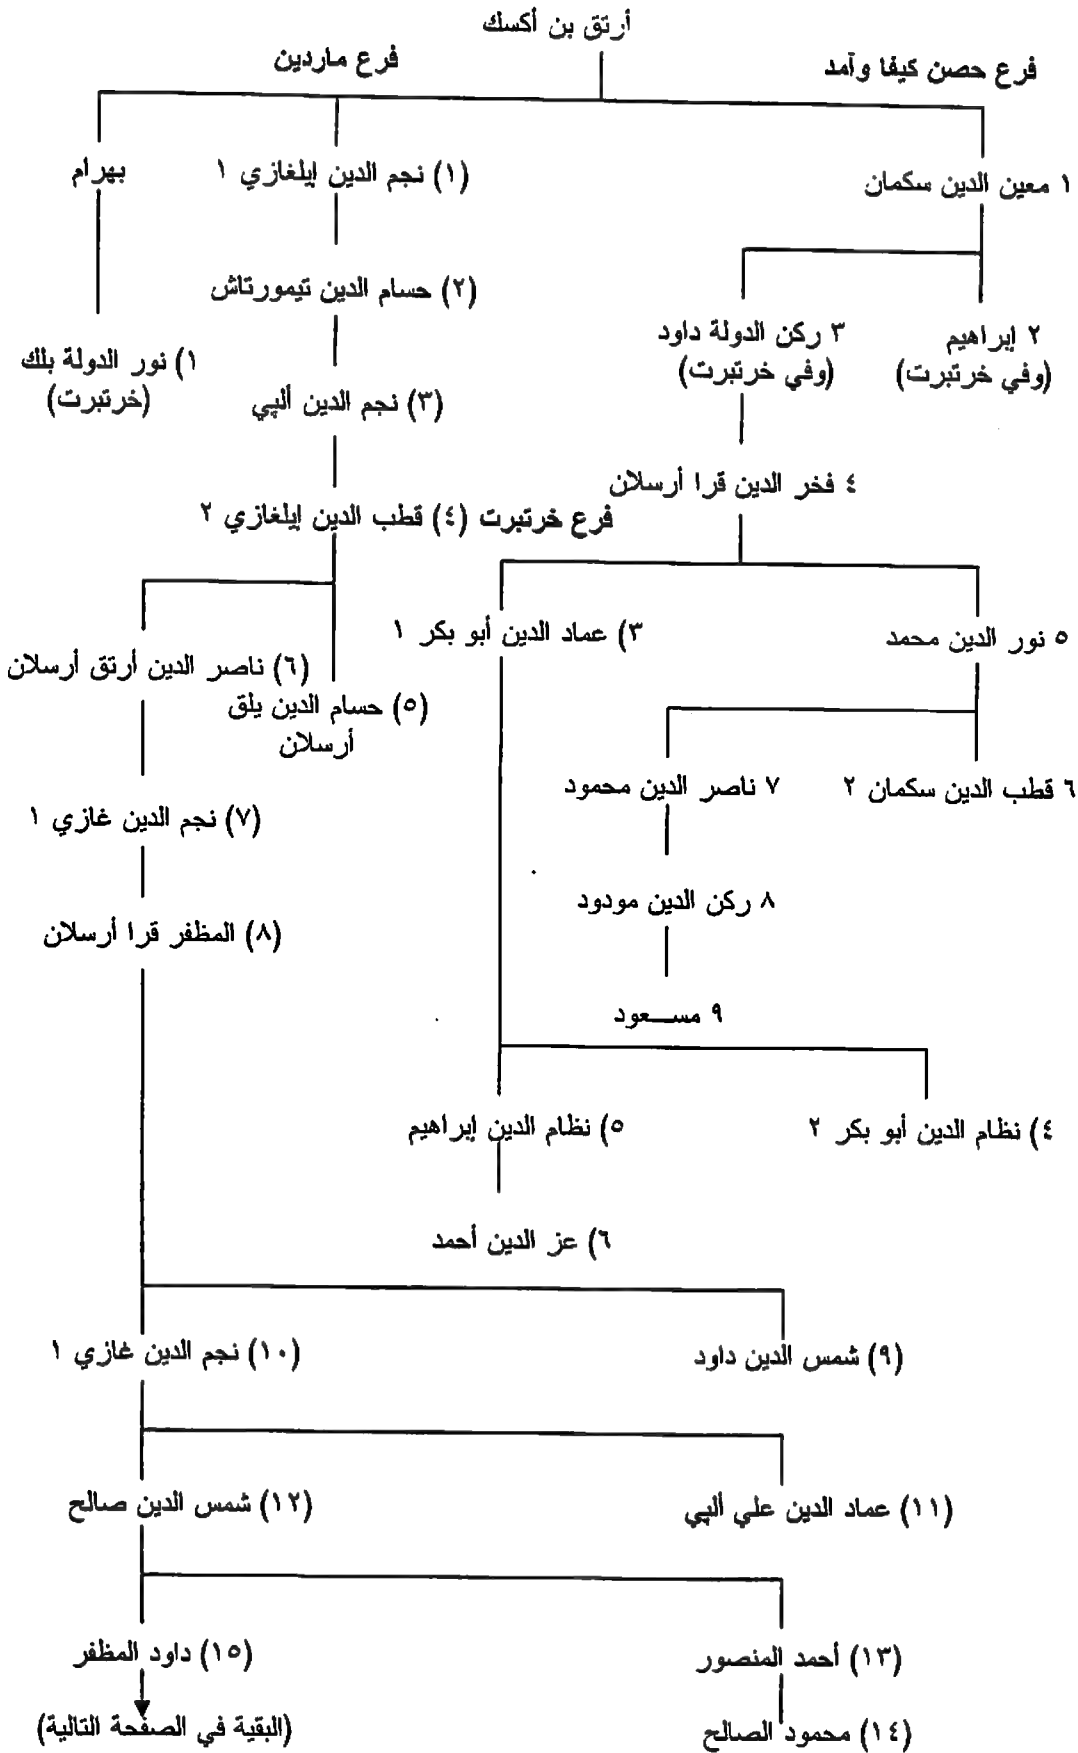 أرتق بن أكسك
فرع حصن كيفا وآمد
فرع ماردين
١ معين الدين سكمان
(١) نجم الدين إيلغازي ١
بهرام
(٢) حسام الدين تيمورتاش
٢ إبراهيم
(وفي خرتبرت)
٣ ركن الدولة داود
(وفي خرتبرت)
١) نور الدولة بلك
(خرتبرت)
(٣) نجم الدين ألپي
٤ فخر الدين قرا أرسلان
فرع خرتبرت
(٤) قطب الدين إيلغازي ٢
٥ نور الدين محمد
٣) عماد الدين أبو بكر ١
(٦) ناصر الدين أرتق أرسلان
(٥) حسام الدين يلق
أرسلان
٦ قطب الدين سكمان ٢
٧ ناصر الدين محمود
(٧) نجم الدين غازي ١
٨ ركن الدين مودود
(٨) المظفر قرا أرسلان
٩ مســعود
٤) نظام الدين أبو بكر ٢
٥) نظام الدين إبراهيم
٦) عز الدين أحمد
(٩) شمس الدين داود
(١٠) نجم الدين غازي ١
(١١) عماد الدين علي ألپي
(١٢) شمس الدين صالح
(١٣) أحمد المنصور
(١٥) داود المظفر
(١٤) محمود الصالح
(البقية في الصفحة التالية)